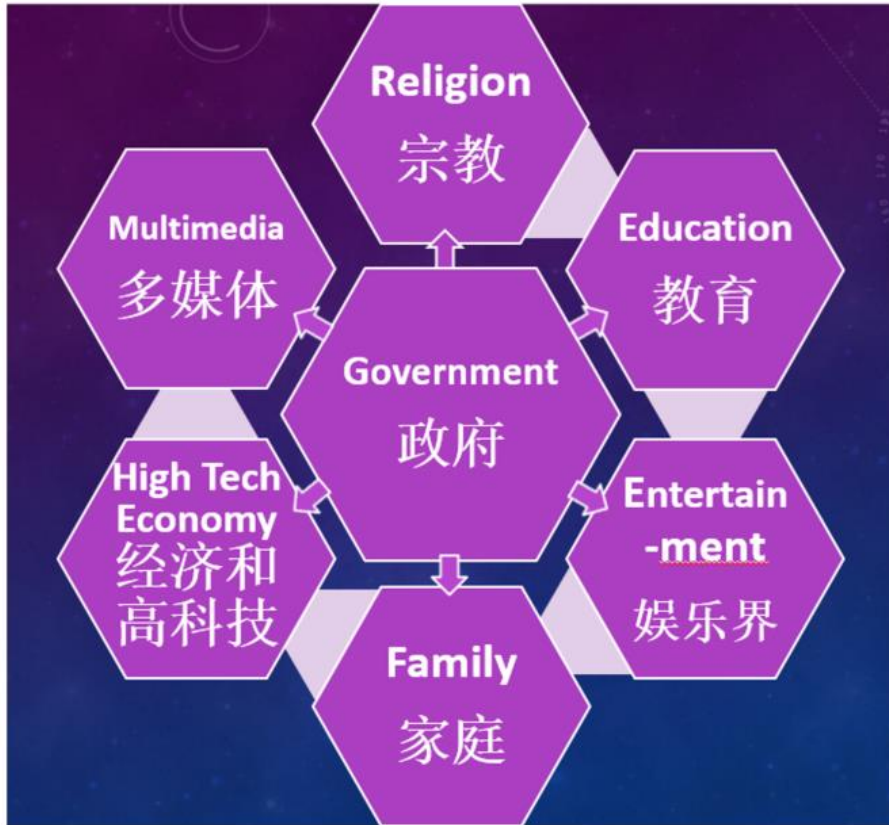 Religion
宗教
Multimedia
多媒体
Education
教育
Government
政府
High Tech
Economy
经济和
高科技
Entertain
-ment
娱乐界
Family
家庭